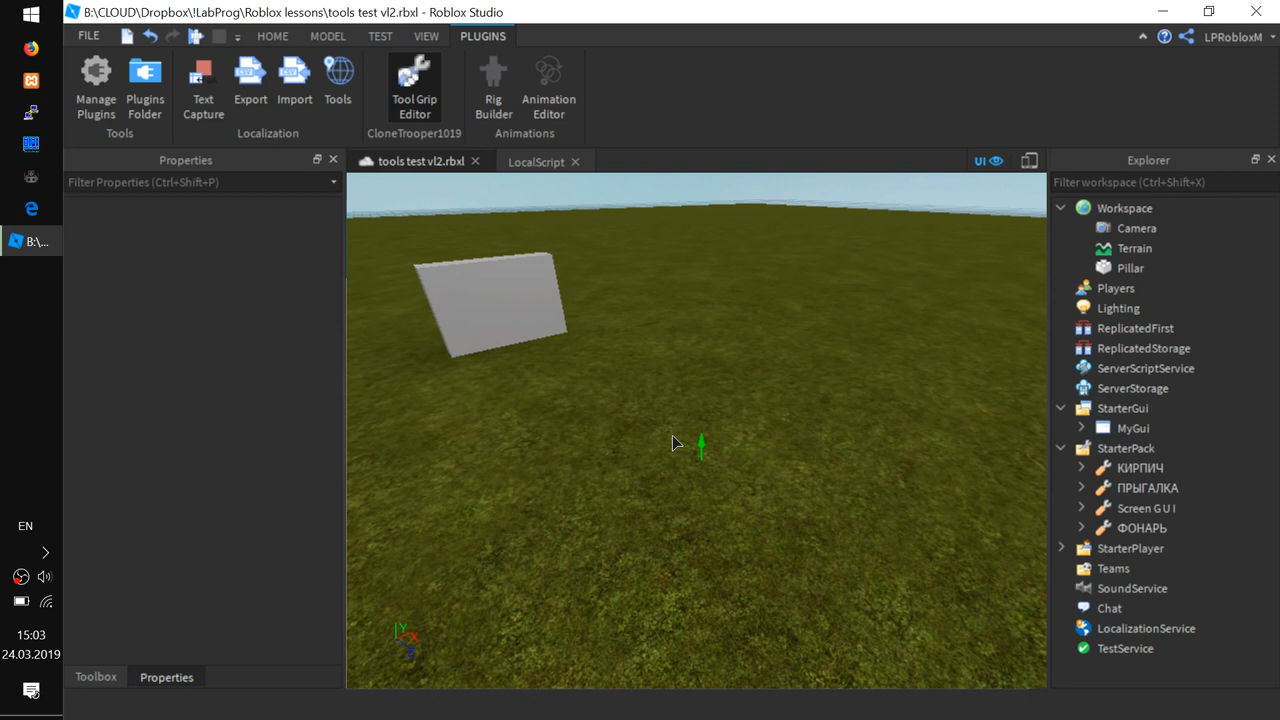 B:\CLOUD\Dropbox\!LabProg\Roblox lessons\tools test vl2.rbxl - Roblox Studio
FILE HOME MODEL TEST VIEW PLUGINS LPRobloxM
Manage Plugins
Plugins Folder
Text Capture
Export
Import
Tools
Tool Grip Editor
Rig Builder
Animation Editor
Tools Localization CloneTrooper1019 Animations
Properties
Filter Properties (Ctrl+Shift+P)
tools test vl2.rbxl
LocalScript
UI
Explorer
Filter workspace (Ctrl+Shift+X)
Workspace
Camera
Terrain
Pillar
Players
Lighting
ReplicatedFirst
ReplicatedStorage
ServerScriptService
ServerStorage
StarterGui
MyGui
StarterPack
КИРПИЧ
ПРЫГАЛКА
Screen G U I
ФОНАРЬ
StarterPlayer
Teams
SoundService
Chat
LocalizationService
TestService
Y
X
Z
Toolbox
Properties
B:\...
EN
15:03
24.03.2019